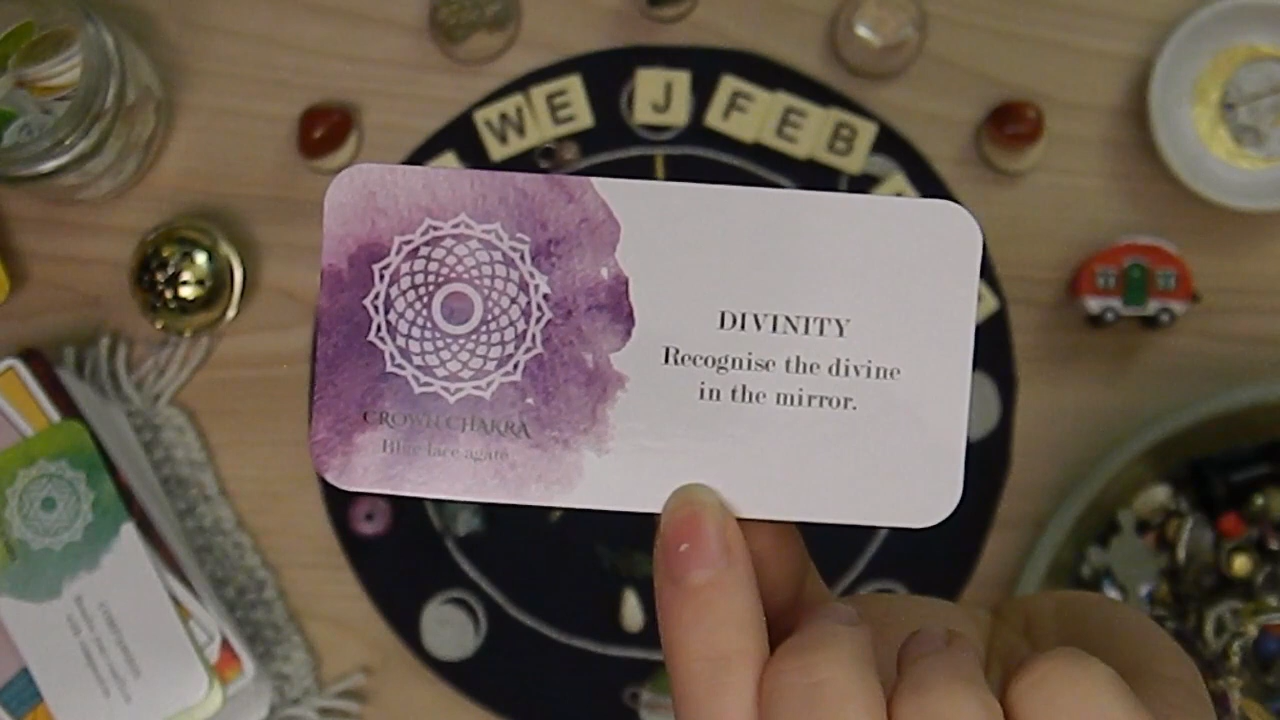 WE J FEB
DIVINITY
Recognise the divine
in the mirror.
CROWN CHAKRA
Blue lace agate